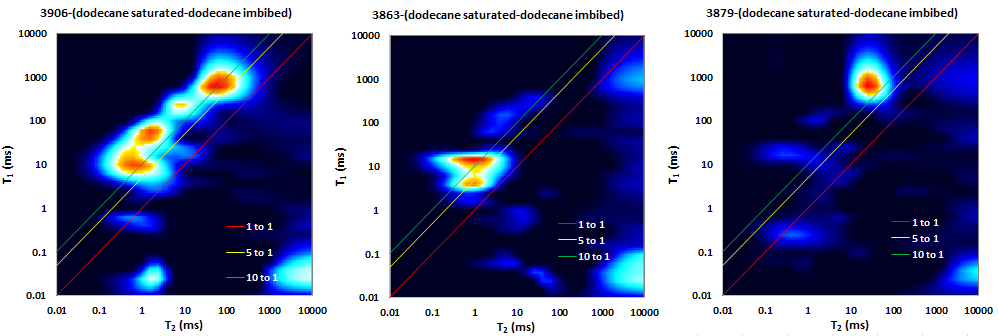 3906-(dodecane saturated-dodecane imbibed)
10000
1000
100
10
1
0.1
0.01
T1 (ms)
1 to 1
5 to 1
10 to 1
0.01 0.1 1 10 100 1000 10000
T2 (ms)
3863-(dodecane saturated-dodecane imbibed)
10000
1000
100
10
1
0.1
0.01
T1 (ms)
1 to 1
5 to 1
10 to 1
0.01 0.1 1 10 100 1000 10000
T2 (ms)
3879-(dodecane saturated-dodecane imbibed)
10000
1000
100
10
1
0.1
0.01
T1 (ms)
1 to 1
5 to 1
10 to 1
0.01 0.1 1 10 100 1000 10000
T2 (ms)